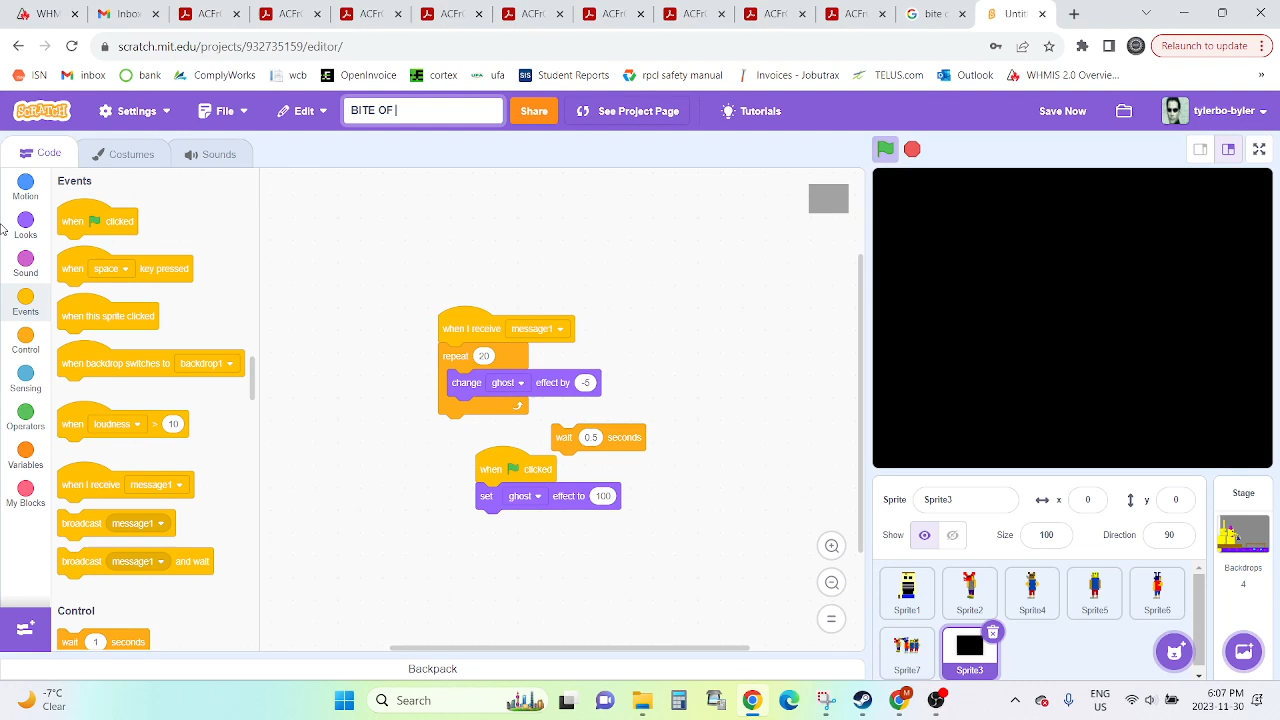 WHM
Inbox
ACFr
ACFr
ACFr
ACFr
ACFr
ACFr
ACFr
ACFr
ACFr
bite o
Untit
scratch.mit.edu/projects/932735159/editor/
Relaunch to update
ISN
inbox
bank
ComplyWorks
wcb
OpenInvoice
cortex
ufa
Student Reports
rpcl safety manual
Invoices - Jobutrax
TELUS.com
Outlook
WHMIS 2.0 Overvie...
SCRATCH
Settings
File
Edit
BITE OF
Share
See Project Page
Tutorials
Save Now
tylerbo-byler
Code
Costumes
Sounds
Motion
Looks
Sound
Events
Control
Sensing
Operators
Variables
My Blocks
Events
when clicked
when space key pressed
when this sprite clicked
when backdrop switches to backdrop1
when loudness > 10
when I receive message1
broadcast message1
broadcast message1 and wait
Control
wait 1 seconds
when I receive message1
repeat 20
change ghost effect by -5
wait 0.5 seconds
when clicked
set ghost effect to 100
Backpack
Sprite Sprite3 x 0 y 0
Show Size 100 Direction 90
Sprite1
Sprite2
Sprite4
Sprite5
Sprite6
Sprite7
Sprite3
Stage
Backdrops
4
-7°C
Clear
Search
ENG
US
6:07 PM
2023-11-30